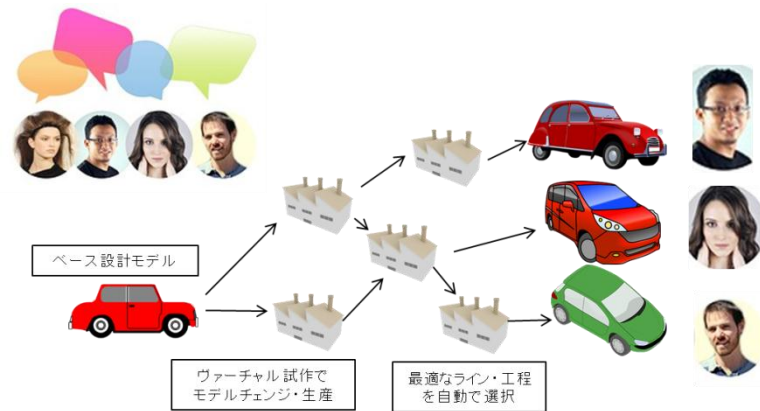 ベース設計モデル
ヴァーチャル試作で
モデルチェンジ・生産
最適なライン・工程
を自動で選択